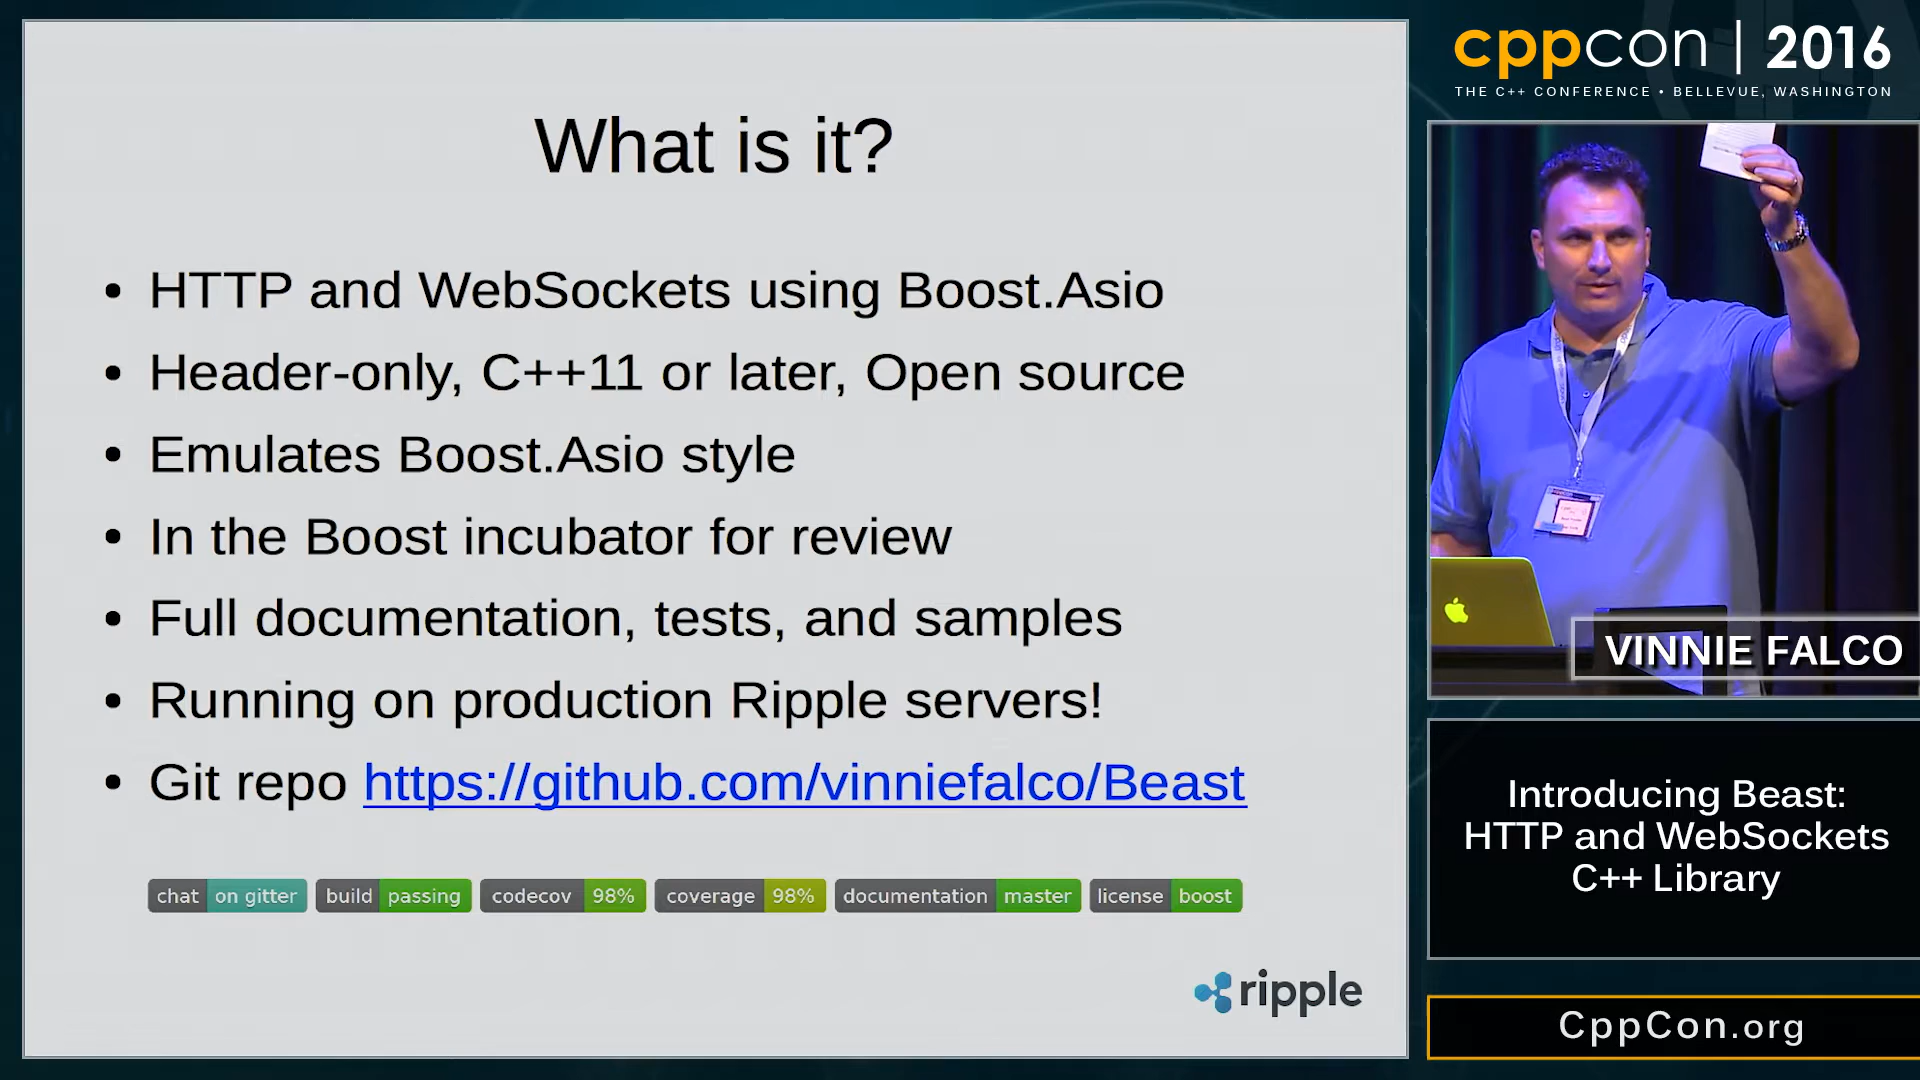 What is it?
• HTTP and WebSockets using Boost.Asio
• Header-only, C++11 or later, Open source
• Emulates Boost.Asio style
• In the Boost incubator for review
• Full documentation, tests, and samples
• Running on production Ripple servers!
• Git repo https://github.com/vinniefalco/Beast
chat on gitter build passing codecov 98% coverage 98% documentation master license boost
ripple
cppcon | 2016
THE C++ CONFERENCE • BELLEVUE, WASHINGTON
VINNIE FALCO
Introducing Beast:
HTTP and WebSockets
C++ Library
CppCon.org